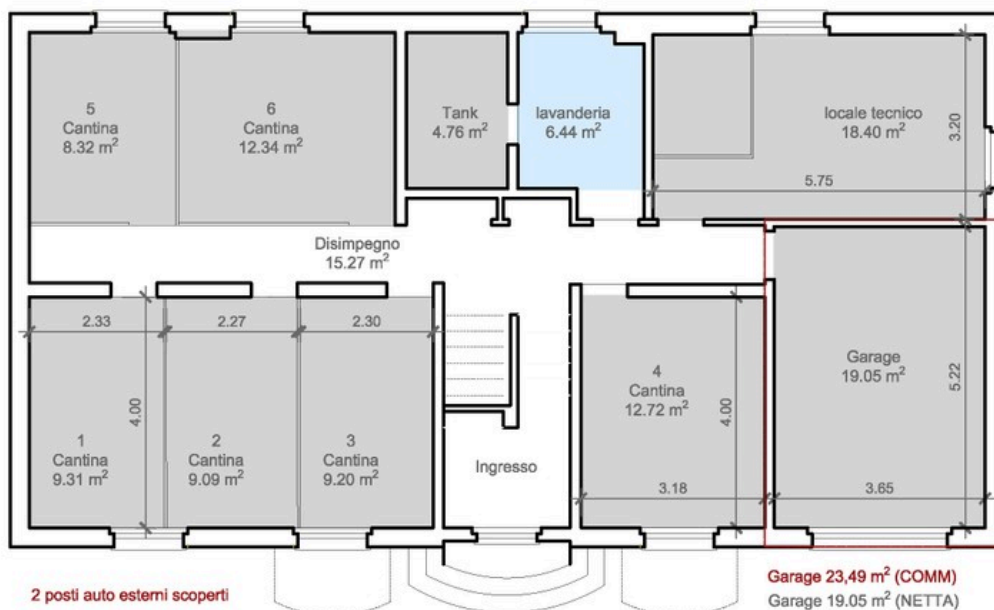 5
Cantina
8.32 m²
6
Cantina
12.34 m²
Tank
4.76 m²
lavanderia
6.44 m²
locale tecnico
18.40 m²
3.20
5.75
Disimpegno
15.27 m²
2.33
2.27
2.30
4.00
1
Cantina
9.31 m²
2
Cantina
9.09 m²
3
Cantina
9.20 m²
Ingresso
4
Cantina
12.72 m²
4.00
3.18
Garage
19.05 m²
5.22
3.65
2 posti auto esterni scoperti
Garage 23,49 m² (COMM)
Garage 19.05 m² (NETTA)